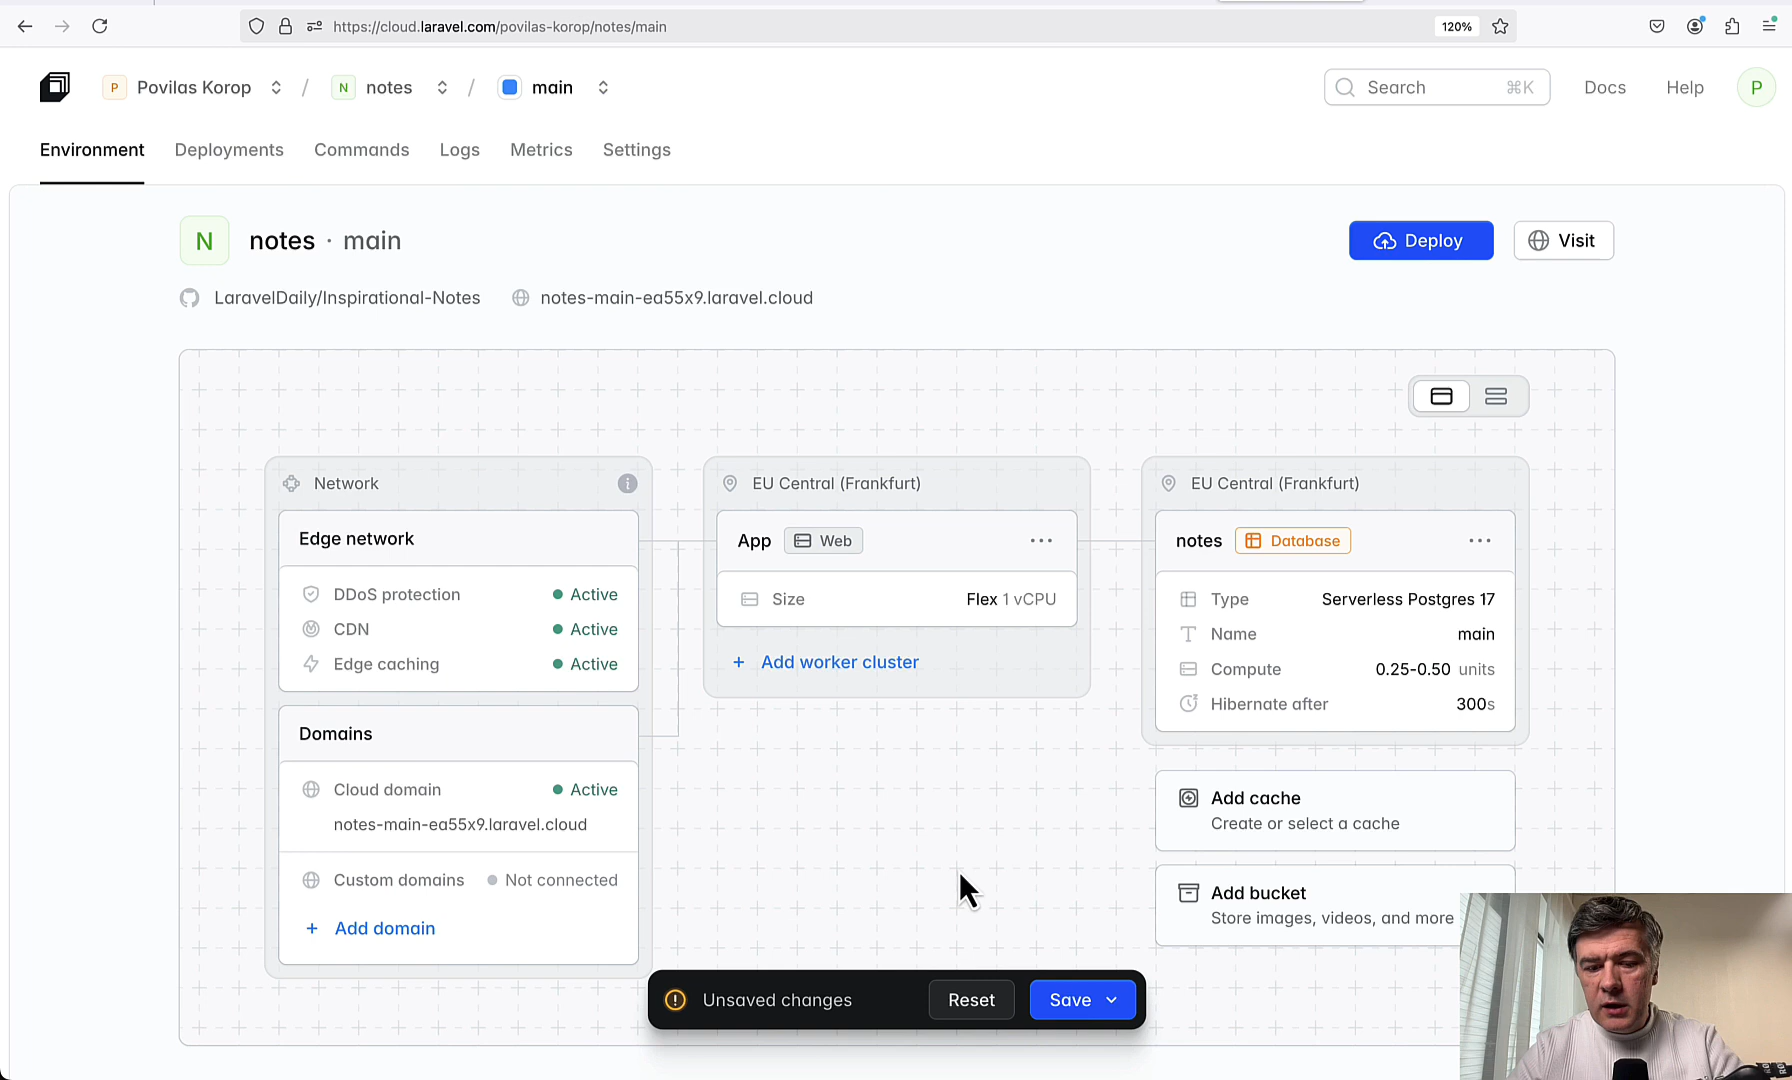 https://cloud.laravel.com/povilas-korop/notes/main
120%
P Povilas Korop / N notes / main
Search ⌘K
Docs
Help
P
Environment Deployments Commands Logs Metrics Settings
N notes · main
Deploy
Visit
LaravelDaily/Inspirational-Notes
notes-main-ea55x9.laravel.cloud
Network
Edge network
DDoS protection Active
CDN Active
Edge caching Active
Domains
Cloud domain Active
notes-main-ea55x9.laravel.cloud
Custom domains Not connected
+ Add domain
EU Central (Frankfurt)
App Web
Size Flex 1 vCPU
+ Add worker cluster
EU Central (Frankfurt)
notes Database
Type Serverless Postgres 17
Name main
Compute 0.25-0.50 units
Hibernate after 300s
Add cache
Create or select a cache
Add bucket
Store images, videos, and more
Unsaved changes
Reset
Save